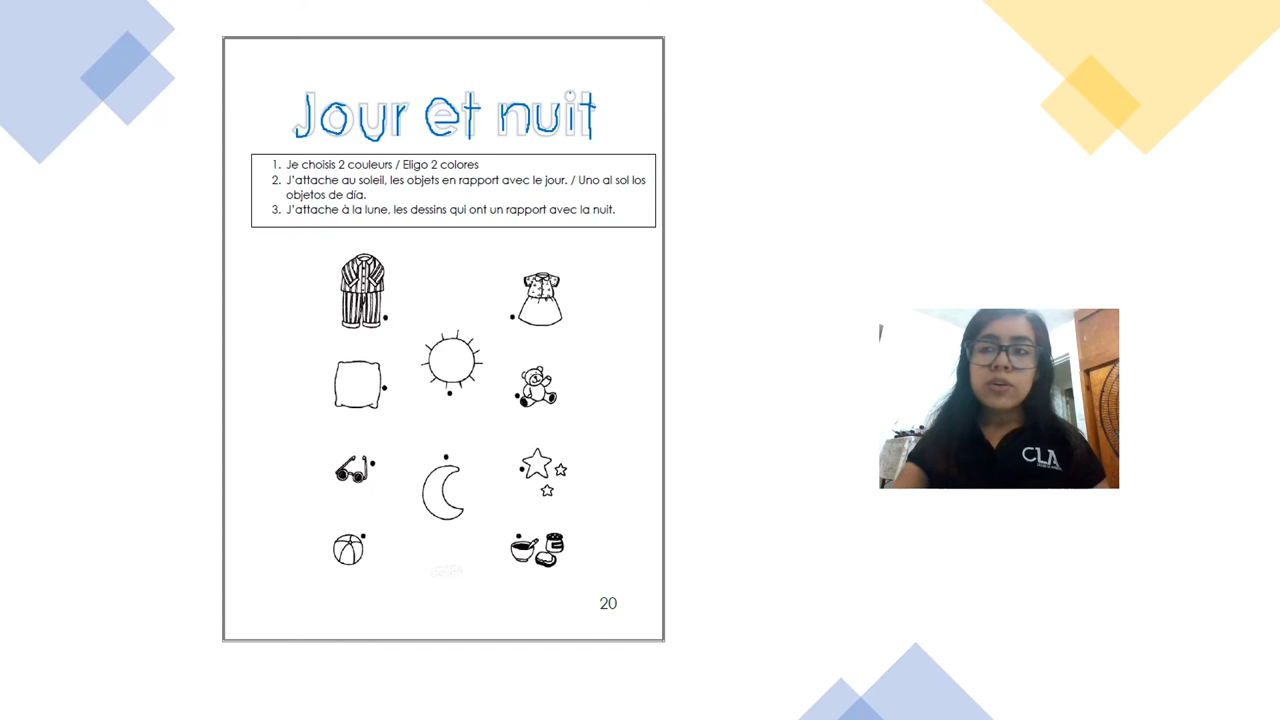 Jour et nuit
1. Je choisis 2 couleurs / Eligo 2 colores
2. J'attache au soleil, les objets en rapport avec le jour. / Uno al sol los
objetos de día.
3. J'attache à la lune, les dessins qui ont un rapport avec la nuit.
CLA
20